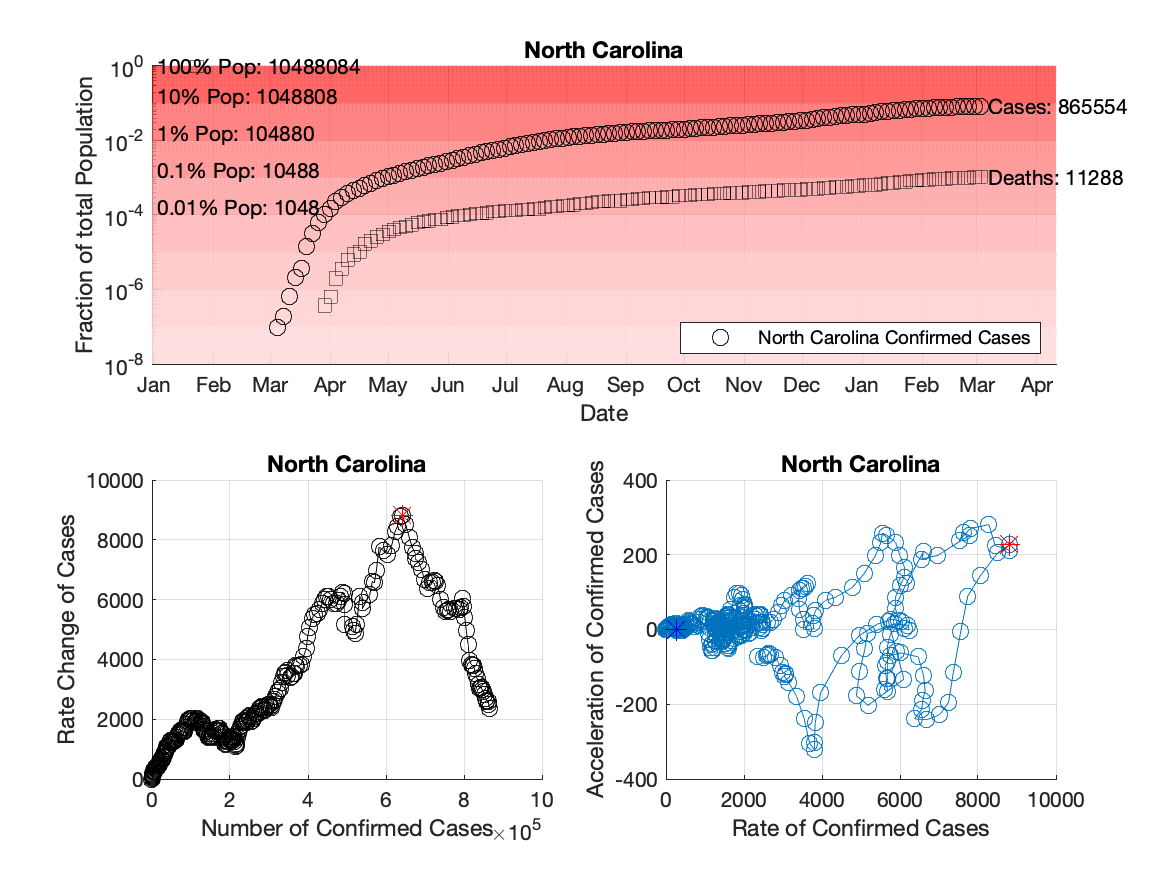 North Carolina
Fraction of total Population
10^0
10^-2
10^-4
10^-6
10^-8
100% Pop: 10488084
10% Pop: 1048808
1% Pop: 104880
0.1% Pop: 10488
0.01% Pop: 1048
Cases: 865554
Deaths: 11288
North Carolina Confirmed Cases
Jan Feb Mar Apr May Jun Jul Aug Sep Oct Nov Dec Jan Feb Mar Apr
Date
North Carolina
Rate Change of Cases
10000
8000
6000
4000
2000
0
0 2 4 6 8 10
Number of Confirmed Cases ×10^5
North Carolina
Acceleration of Confirmed Cases
400
200
0
-200
-400
0 2000 4000 6000 8000 10000
Rate of Confirmed Cases